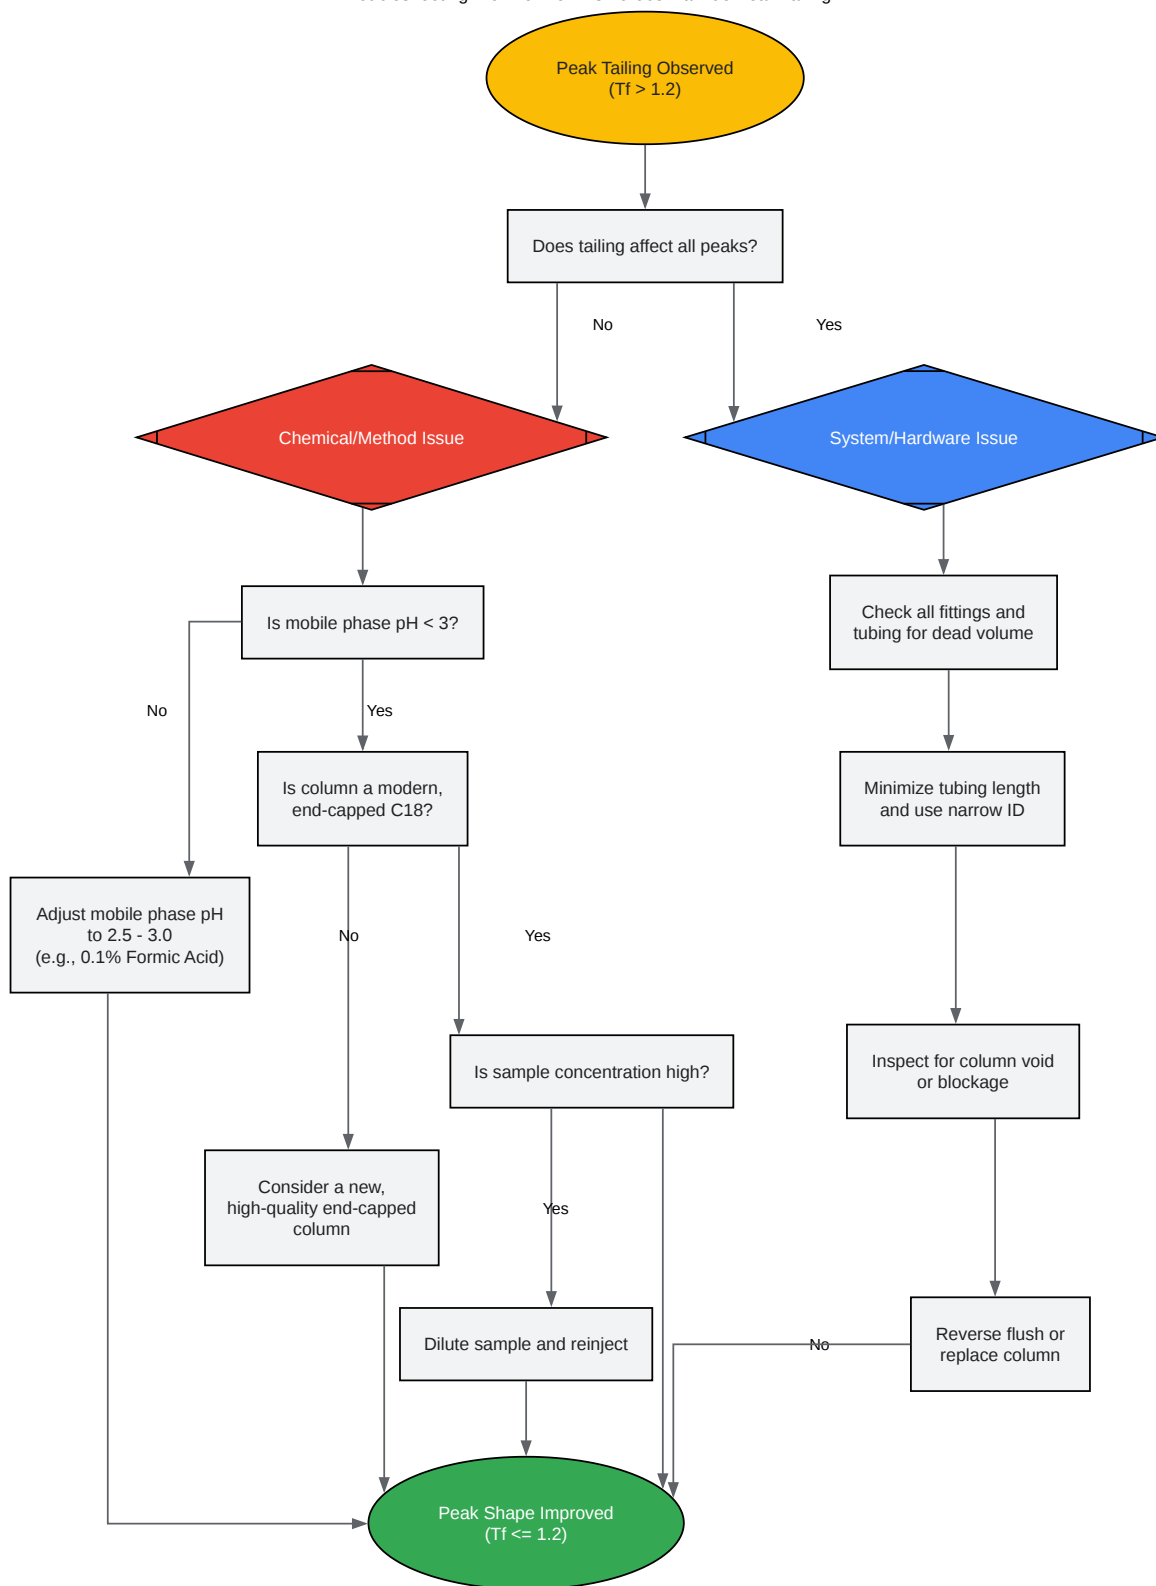 Peak Tailing Observed
(Tf > 1.2)
Does tailing affect all peaks?
No
Yes
Chemical/Method Issue
System/Hardware Issue
Is mobile phase pH < 3?
Check all fittings and
tubing for dead volume
No
Yes
Is column a modern,
end-capped C18?
Minimize tubing length
and use narrow ID
Adjust mobile phase pH
to 2.5 - 3.0
(e.g., 0.1% Formic Acid)
No
Yes
Is sample concentration high?
Inspect for column void
or blockage
Consider a new,
high-quality end-capped
column
Yes
Dilute sample and reinject
No
Reverse flush or
replace column
Peak Shape Improved
(Tf <= 1.2)